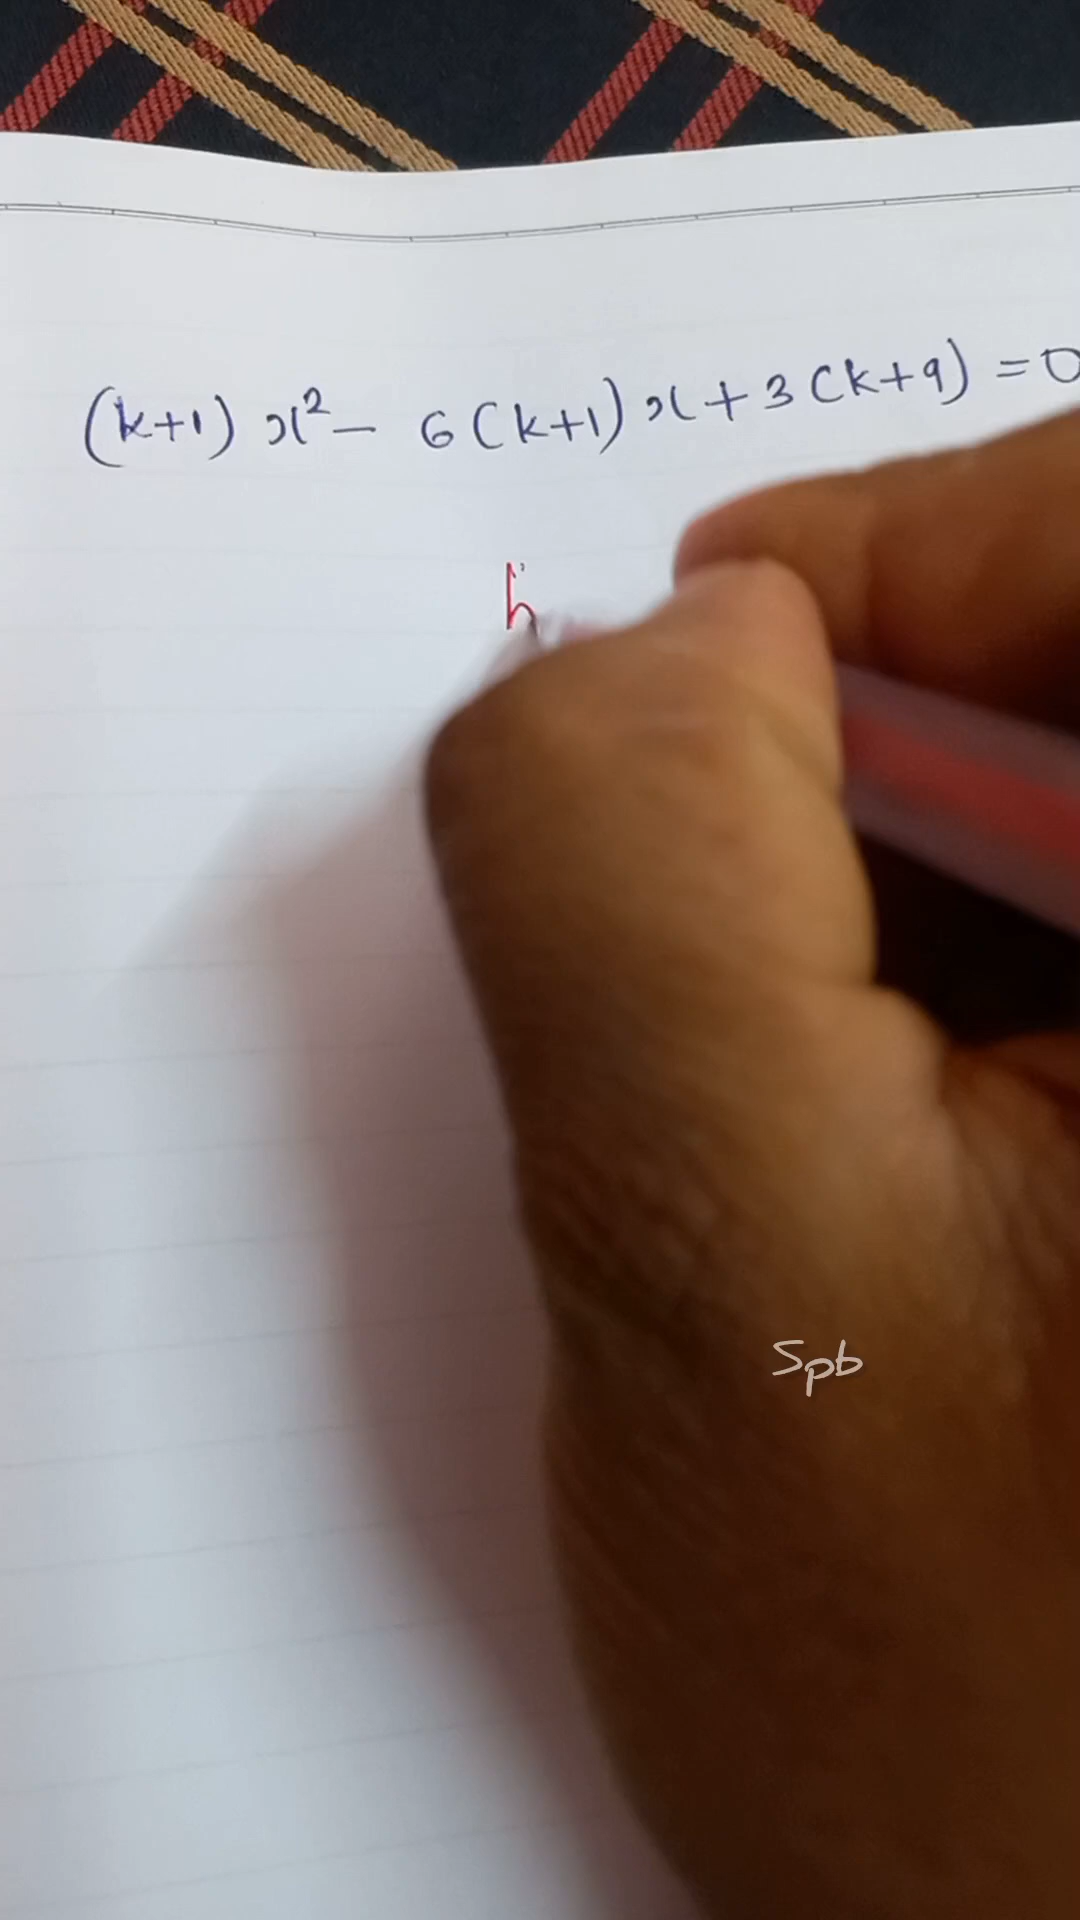 (k+1) x² - 6(k+1) x + 3(k+9) = 0
h
Spb